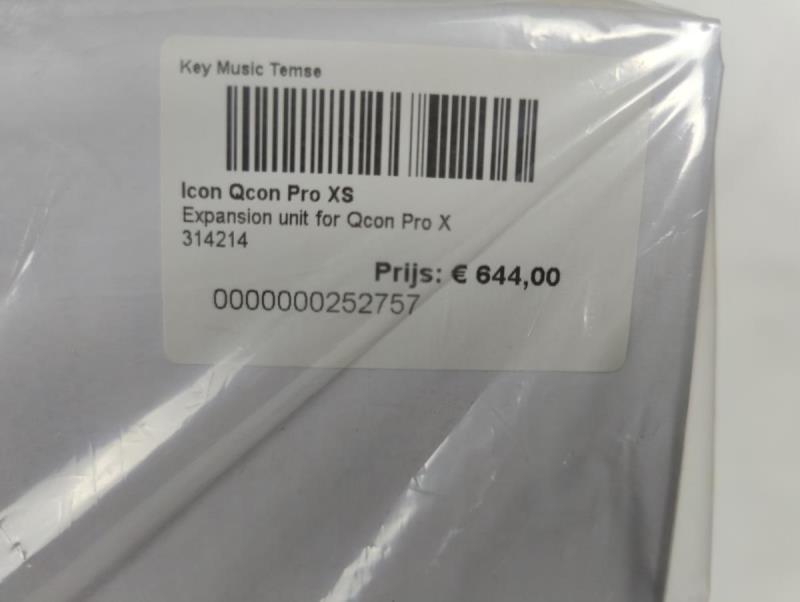 Key Music Temse
Icon Qcon Pro XS
Expansion unit for Qcon Pro X
314214
Prijs: € 644,00
0000000252757